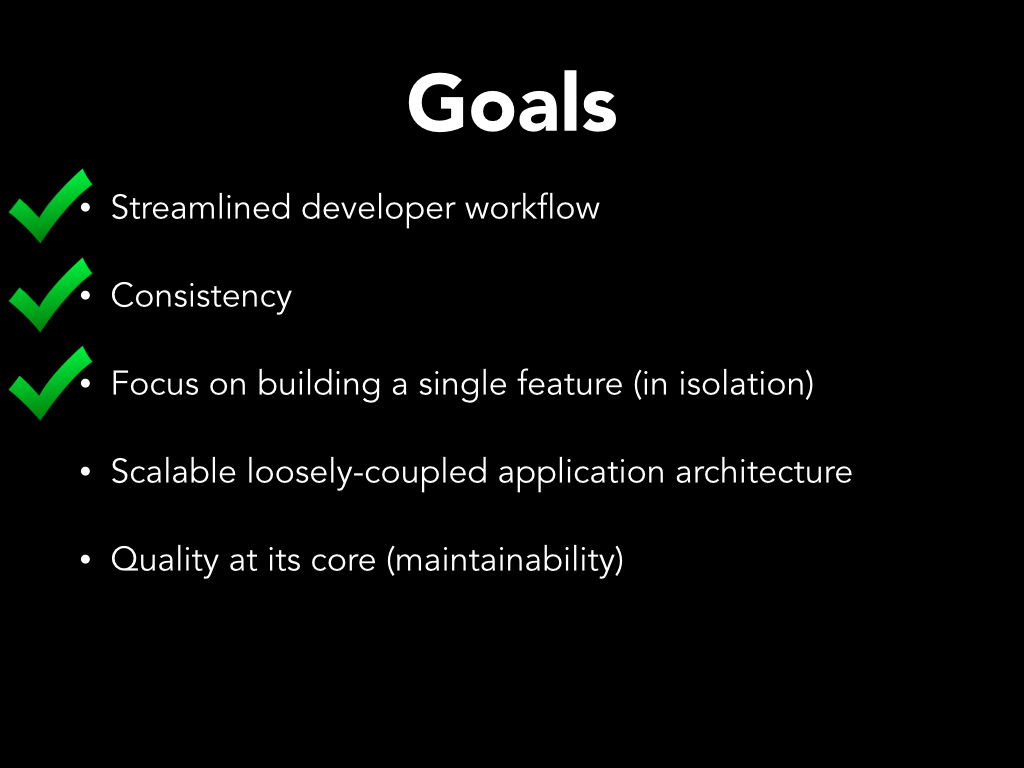 Goals
• Streamlined developer workflow
• Consistency
• Focus on building a single feature (in isolation)
• Scalable loosely-coupled application architecture
• Quality at its core (maintainability)